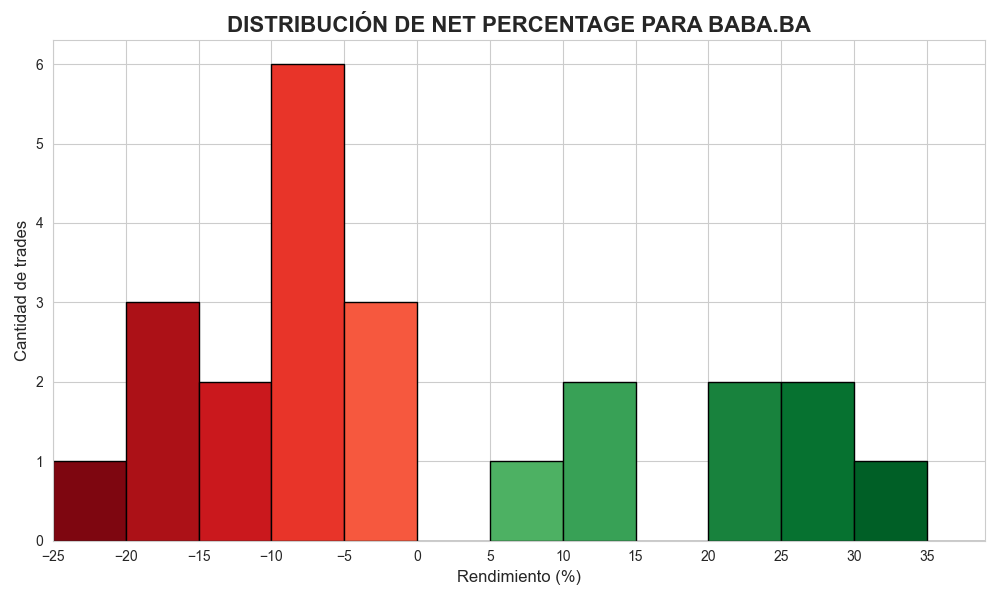 DISTRIBUCIÓN DE NET PERCENTAGE PARA BABA.BA
6
5
4
3
2
1
0
Cantidad de trades
−25 −20 −15 −10 −5 0 5 10 15 20 25 30 35
Rendimiento (%)